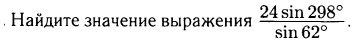 . Найдите значение выражения 24 sin 298° / sin 62° .